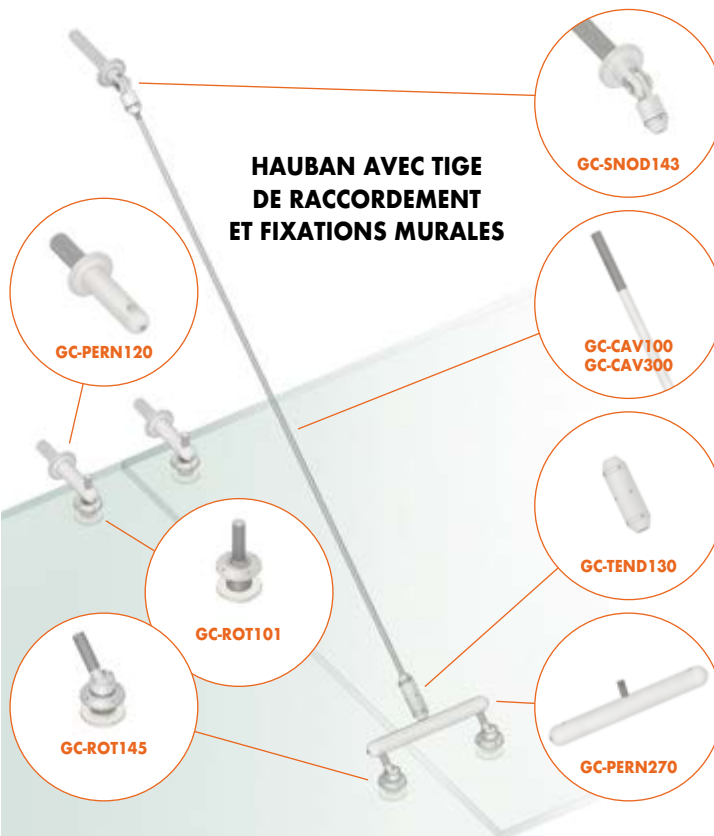 GC-SNOD143
HAUBAN AVEC TIGE
DE RACCORDEMENT
ET FIXATIONS MURALES
GC-PERN120
GC-CAV100
GC-CAV300
GC-TEND130
GC-ROT101
GC-ROT145
GC-PERN270